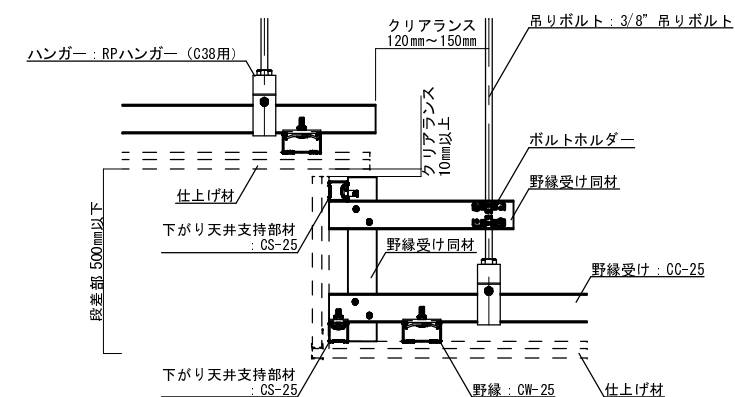 クリアランス
120mm～150mm
吊りボルト：3/8”吊りボルト
ハンガー：RPハンガー（C38用）
クリアランス
10mm以上
ボルトホルダー
野縁受け同材
仕上げ材
下がり天井支持部材
：CS-25
野縁受け同材
段差部 500mm以下
野縁受け：CC-25
下がり天井支持部材
：CS-25
野縁：CW-25
仕上げ材